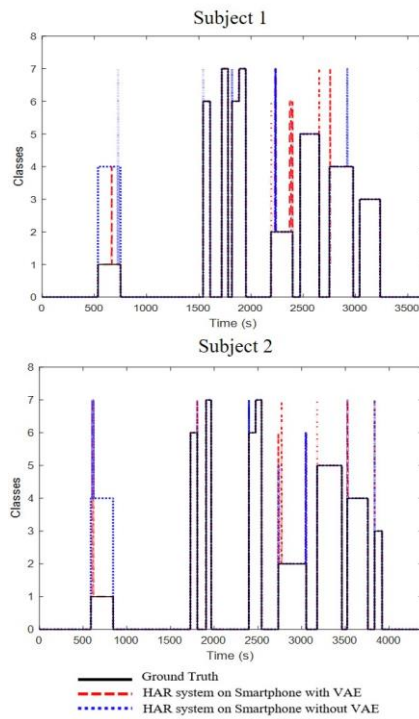 Subject 1
8
7
6
5
4
3
2
1
0
Classes
0 500 1000 1500 2000 2500 3000 3500
Time (s)
Subject 2
8
7
6
5
4
3
2
1
0
Classes
0 500 1000 1500 2000 2500 3000 3500 4000
Time (s)
Ground Truth
HAR system on Smartphone with VAE
HAR system on Smartphone without VAE